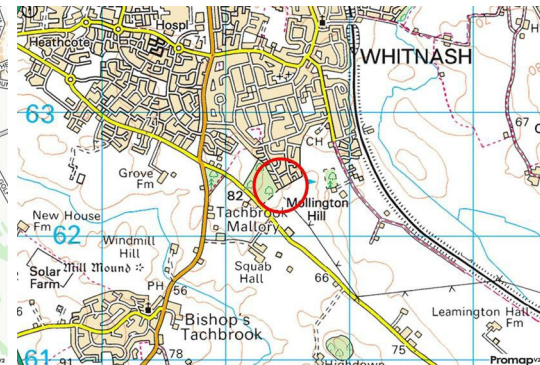 Hospl
Heathcote
WHITNASH
63
71
CH
67
Grove
Fm
82
Mollington
Hill
Tachbrook
Mallory
New House
Fm
62
Windmill
Hill
Squab
Hall
Solar
Farm
Mill Mound
66
PH
56
Leamington Hall
Fm
Bishop's
Tachbrook
78
75
61
91
Highdown
Promap